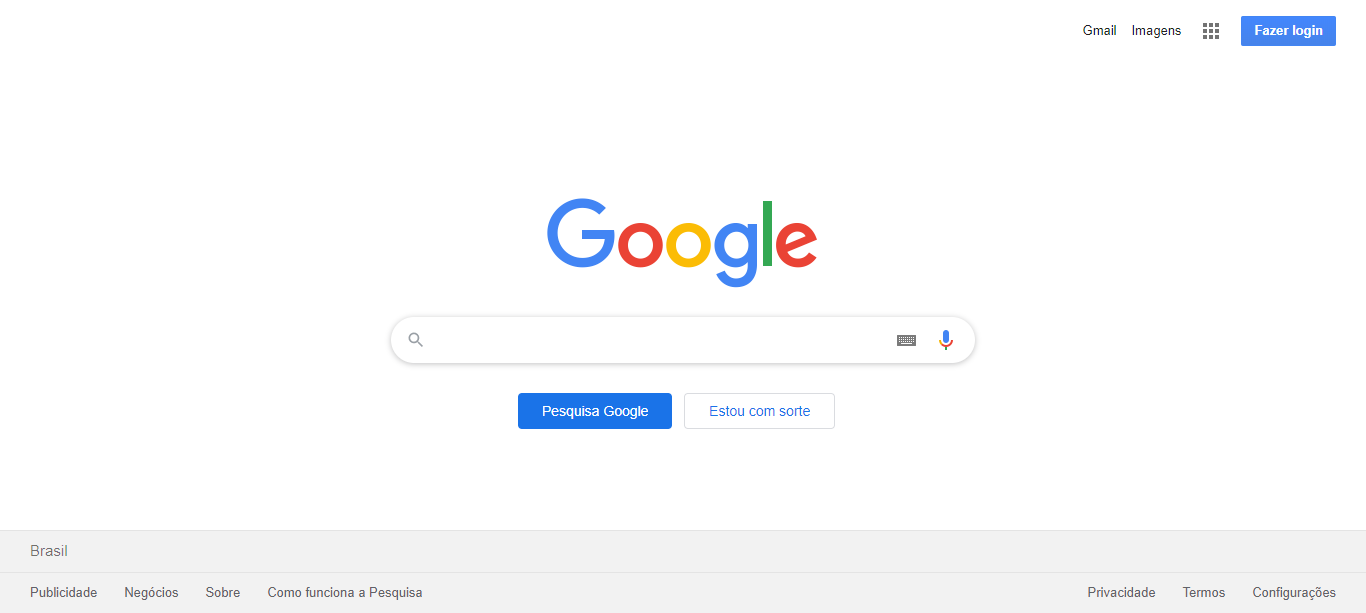 Gmail Imagens Fazer login
Google
Pesquisa Google Estou com sorte
Brasil
Publicidade Negócios Sobre Como funciona a Pesquisa Privacidade Termos Configurações